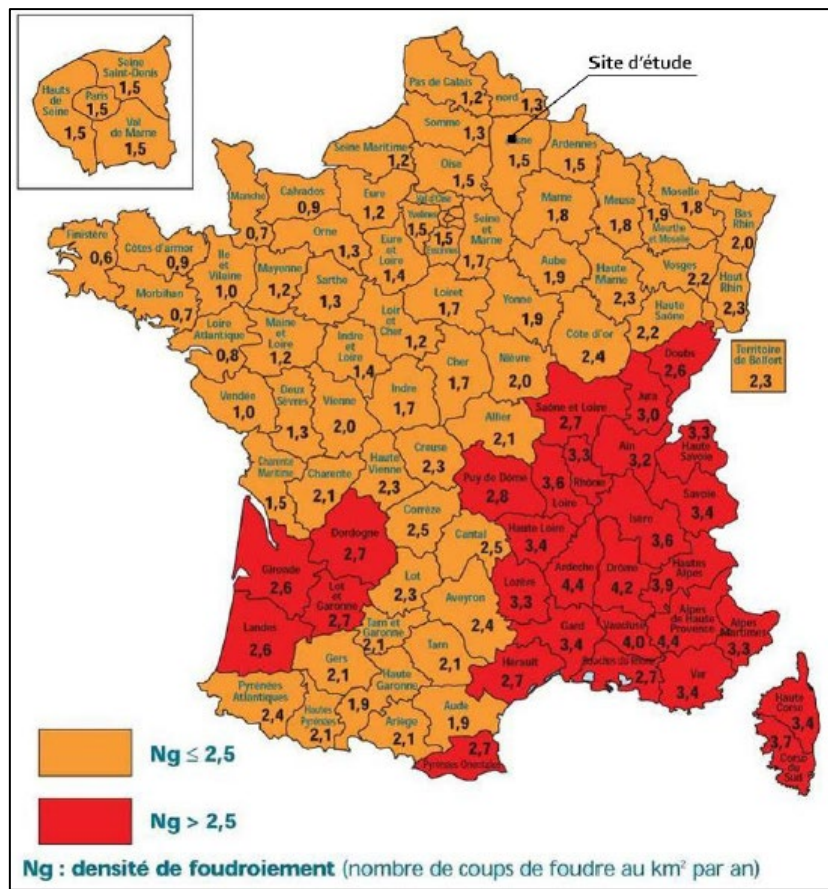 Seine
Saint-Denis
1,5
Hauts
de
Seine
1,5
Paris
1,5
Val
de Marne
1,5
Site d'étude
Pas de Calais
1,2
nord
1,3
Somme
1,3
Seine Maritime
1,2
Oise
1,5
1,5
Ardennes
1,5
Manche
0,7
Calvados
0,9
Eure
1,2
Val d'Oise
Yvelines
1,5
1,5
Essonnes
Seine
et
Marne
1,7
Marne
1,8
Meuse
1,8
Moselle
1,8
1,9
Meurthe
et Moselle
Bas
Rhin
2,0
Finistère
0,6
Côtes d'armor
0,9
Ile
et
Vilaine
1,0
Morbihan
0,7
Mayenne
1,2
Orne
1,3
Sarthe
1,3
Eure et
Loire
1,4
Aube
1,9
Haute
Marne
2,3
Vosges
2,2
Haut
Rhin
2,3
Loire
Atlantique
0,8
Maine
et
Loire
1,2
Indre
et
Loire
1,4
Loir
et
Cher
1,2
Loiret
1,7
Yonne
1,9
Côte d'or
2,4
Haute
Saône
2,2
Territoire
de Belfort
2,3
Vendée
1,0
Deux
Sèvres
1,3
Vienne
2,0
Indre
1,7
Cher
1,7
Nièvre
2,0
Saône et Loire
2,7
Doubs
2,6
Jura
3,0
Charente
Maritime
1,5
Charente
2,1
Haute
Vienne
2,3
Creuse
2,3
Allier
2,1
Puy de Dôme
2,8
3,6
Loire
3,3
Rhône
Ain
3,2
3,3
Haute
Savoie
Savoie
3,4
Gironde
2,6
Dordogne
2,7
Corrèze
2,5
Cantal
2,5
Haute Loire
3,4
Isère
3,6
Landes
2,6
Lot
et
Garonne
2,7
Lot
2,3
Aveyron
2,4
Lozère
3,3
Ardèche
4,4
Drôme
4,2
Hautes
Alpes
3,9
Gers
2,1
Tarn et
Garonne
2,1
Tarn
2,1
Gard
3,4
Vaucluse
4,0
Alpes
de Haute
Provence
4,4
Alpes
Maritimes
3,3
Pyrénées
Atlantiques
2,4
Hautes
Pyrénées
2,1
Haute
Garonne
1,9
Ariège
2,1
Aude
1,9
Hérault
2,7
Bouches du Rhône
2,7
Var
3,4
2,7
Pyrénées Orientales
Haute
Corse
3,4
3,7
Corse
du
Sud
Ng ≤ 2,5
Ng > 2,5
Ng : densité de foudroiement (nombre de coups de foudre au km² par an)